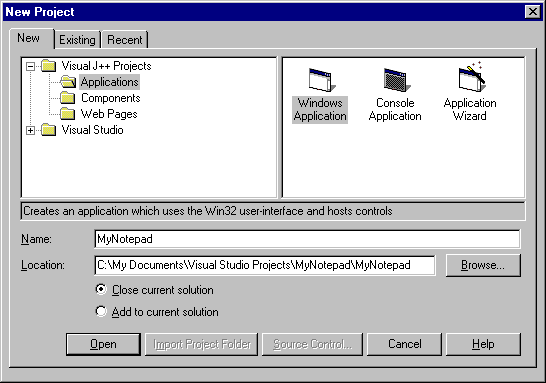 New Project
New
Existing
Recent
Visual J++ Projects
Applications
Components
Web Pages
Visual Studio
Windows
Application
Console
Application
Application
Wizard
Creates an application which uses the Win32 user-interface and hosts controls
Name:
MyNotepad
Location:
C:\My Documents\Visual Studio Projects\MyNotepad\MyNotepad
Browse...
Close current solution
Add to current solution
Open
Import Project Folder
Source Control...
Cancel
Help